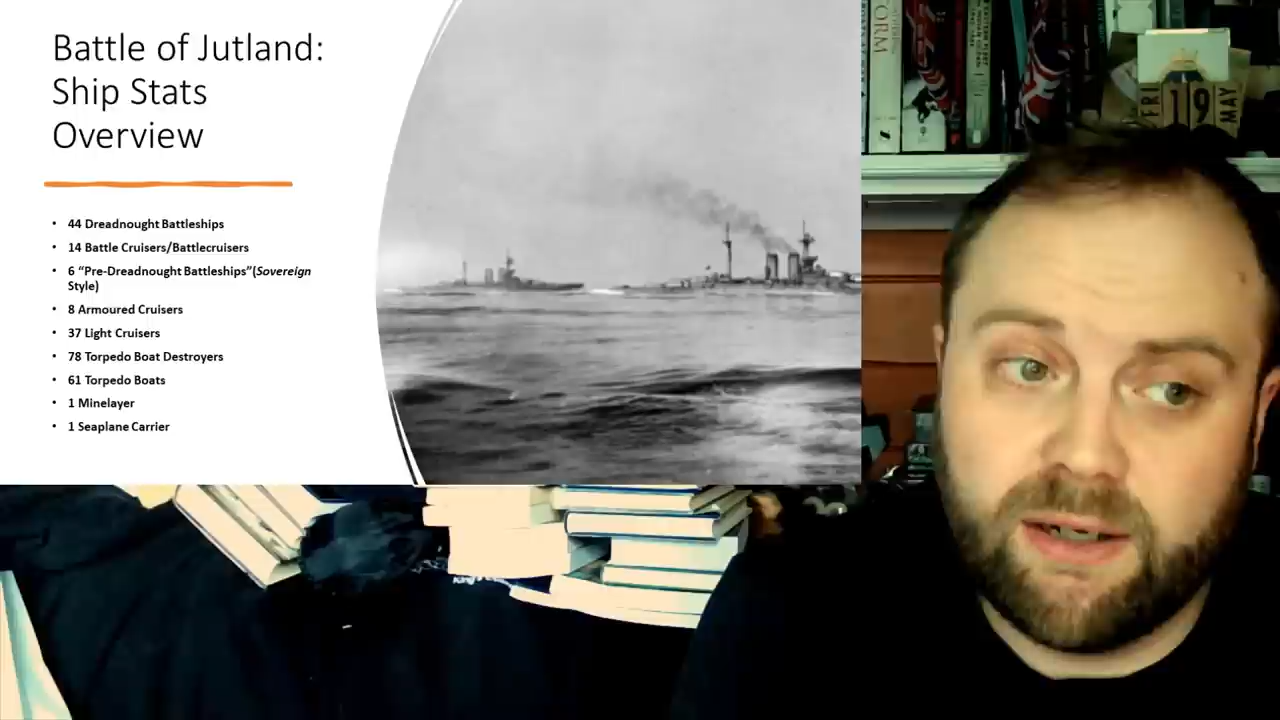 Battle of Jutland:
Ship Stats
Overview
• 44 Dreadnought Battleships
• 14 Battle Cruisers/Battlecruisers
• 6 “Pre-Dreadnought Battleships”(Sovereign
Style)
• 8 Armoured Cruisers
• 37 Light Cruisers
• 78 Torpedo Boat Destroyers
• 61 Torpedo Boats
• 1 Minelayer
• 1 Seaplane Carrier
ORM
FRI 19 MAY